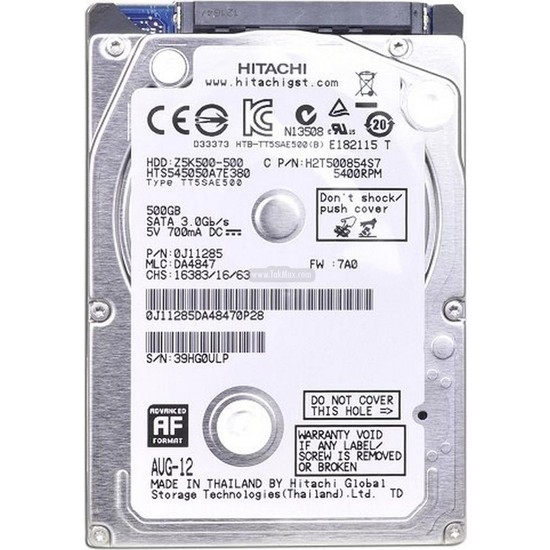 12164
HITACHI
www.hitachigst.com
CE
N13508
D33373 HTB-TT5SAE500(B) E182115 T
20
HDD:Z5K500-500 C P/N:H2T500854S7
HTS545050A7E380 5400RPM
Type TT5SAE500
Don't shock/
push cover
500GB
SATA 3.0Gb/s
5V 700mA DC
P/N:0J11285
MLC:DA4847 FW :7A0
CHS:16383/16/63
0J11285DA48470P28
S/N:39HG0ULP
DO NOT COVER
THIS HOLE =>
ADVANCED
AF
FORMAT
WARRANTY VOID
IF ANY LABEL/
SCREW IS REMOVED
OR BROKEN
AUG-12
MADE IN THAILAND BY Hitachi Global
Storage Technologies(Thailand).Ltd. TD